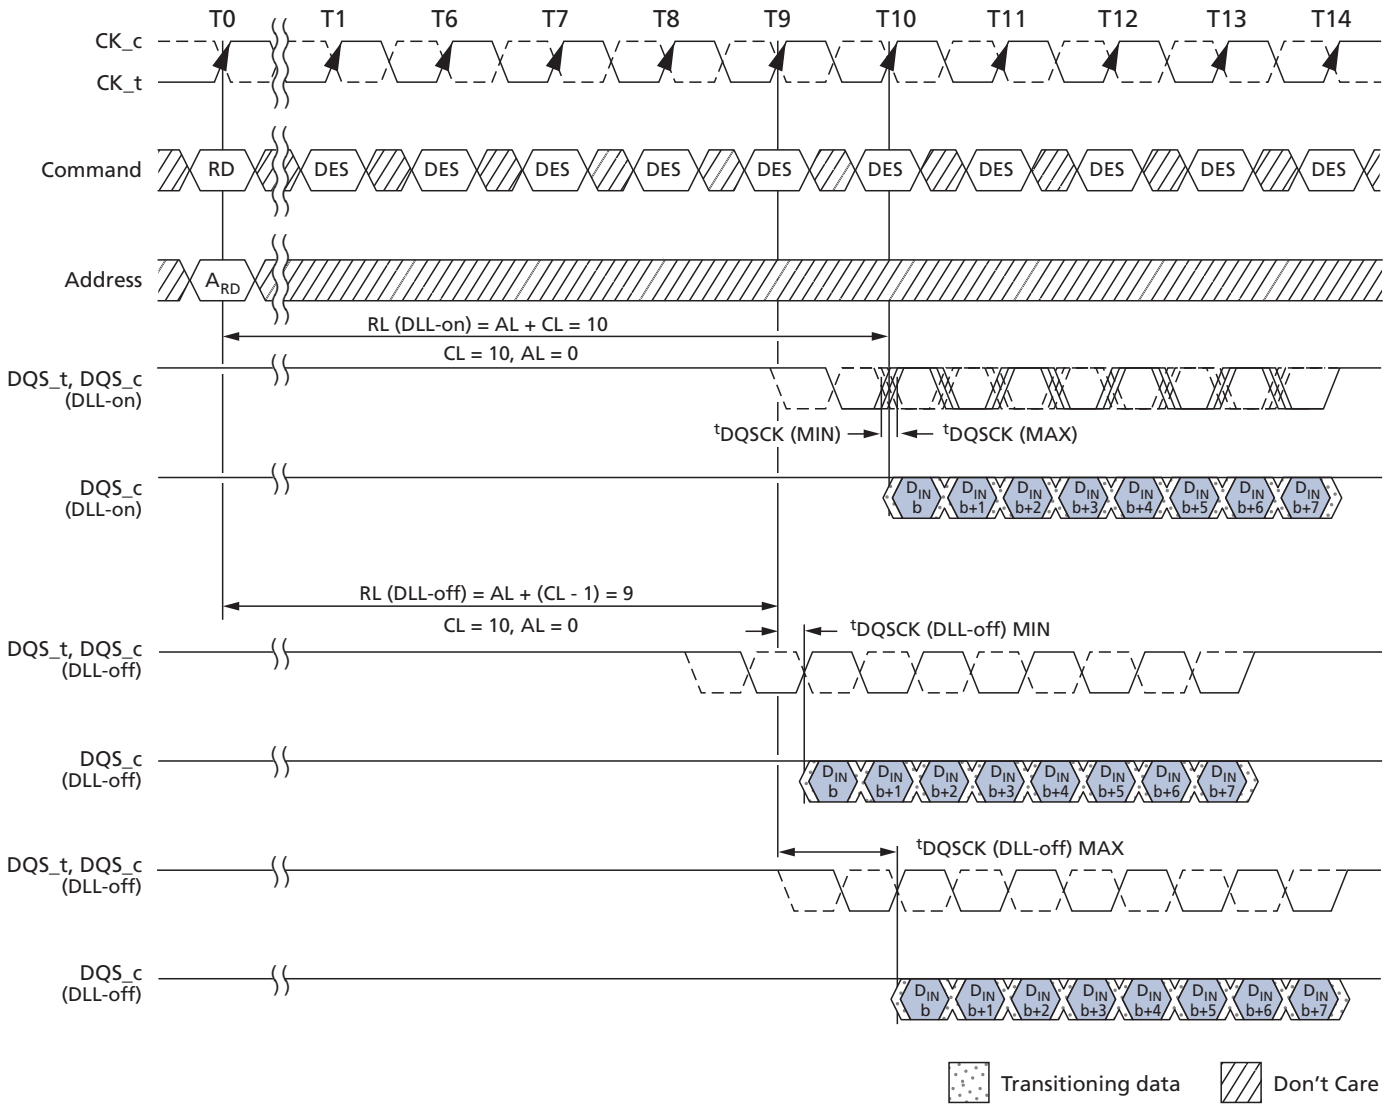 T0 T1 T6 T7 T8 T9 T10 T11 T12 T13 T14
CK_c
CK_t
Command RD DES DES DES DES DES DES DES DES DES DES
Address ARD
RL (DLL-on) = AL + CL = 10
CL = 10, AL = 0
DQS_t, DQS_c
(DLL-on)
tDQSCK (MIN) tDQSCK (MAX)
DQS_c
(DLL-on)
DIN DIN DIN DIN DIN DIN DIN DIN
b b+1 b+2 b+3 b+4 b+5 b+6 b+7
RL (DLL-off) = AL + (CL - 1) = 9
CL = 10, AL = 0
tDQSCK (DLL-off) MIN
DQS_t, DQS_c
(DLL-off)
DQS_c
(DLL-off)
DIN DIN DIN DIN DIN DIN DIN DIN
b b+1 b+2 b+3 b+4 b+5 b+6 b+7
tDQSCK (DLL-off) MAX
DQS_t, DQS_c
(DLL-off)
DQS_c
(DLL-off)
DIN DIN DIN DIN DIN DIN DIN DIN
b b+1 b+2 b+3 b+4 b+5 b+6 b+7
Transitioning data Don't Care